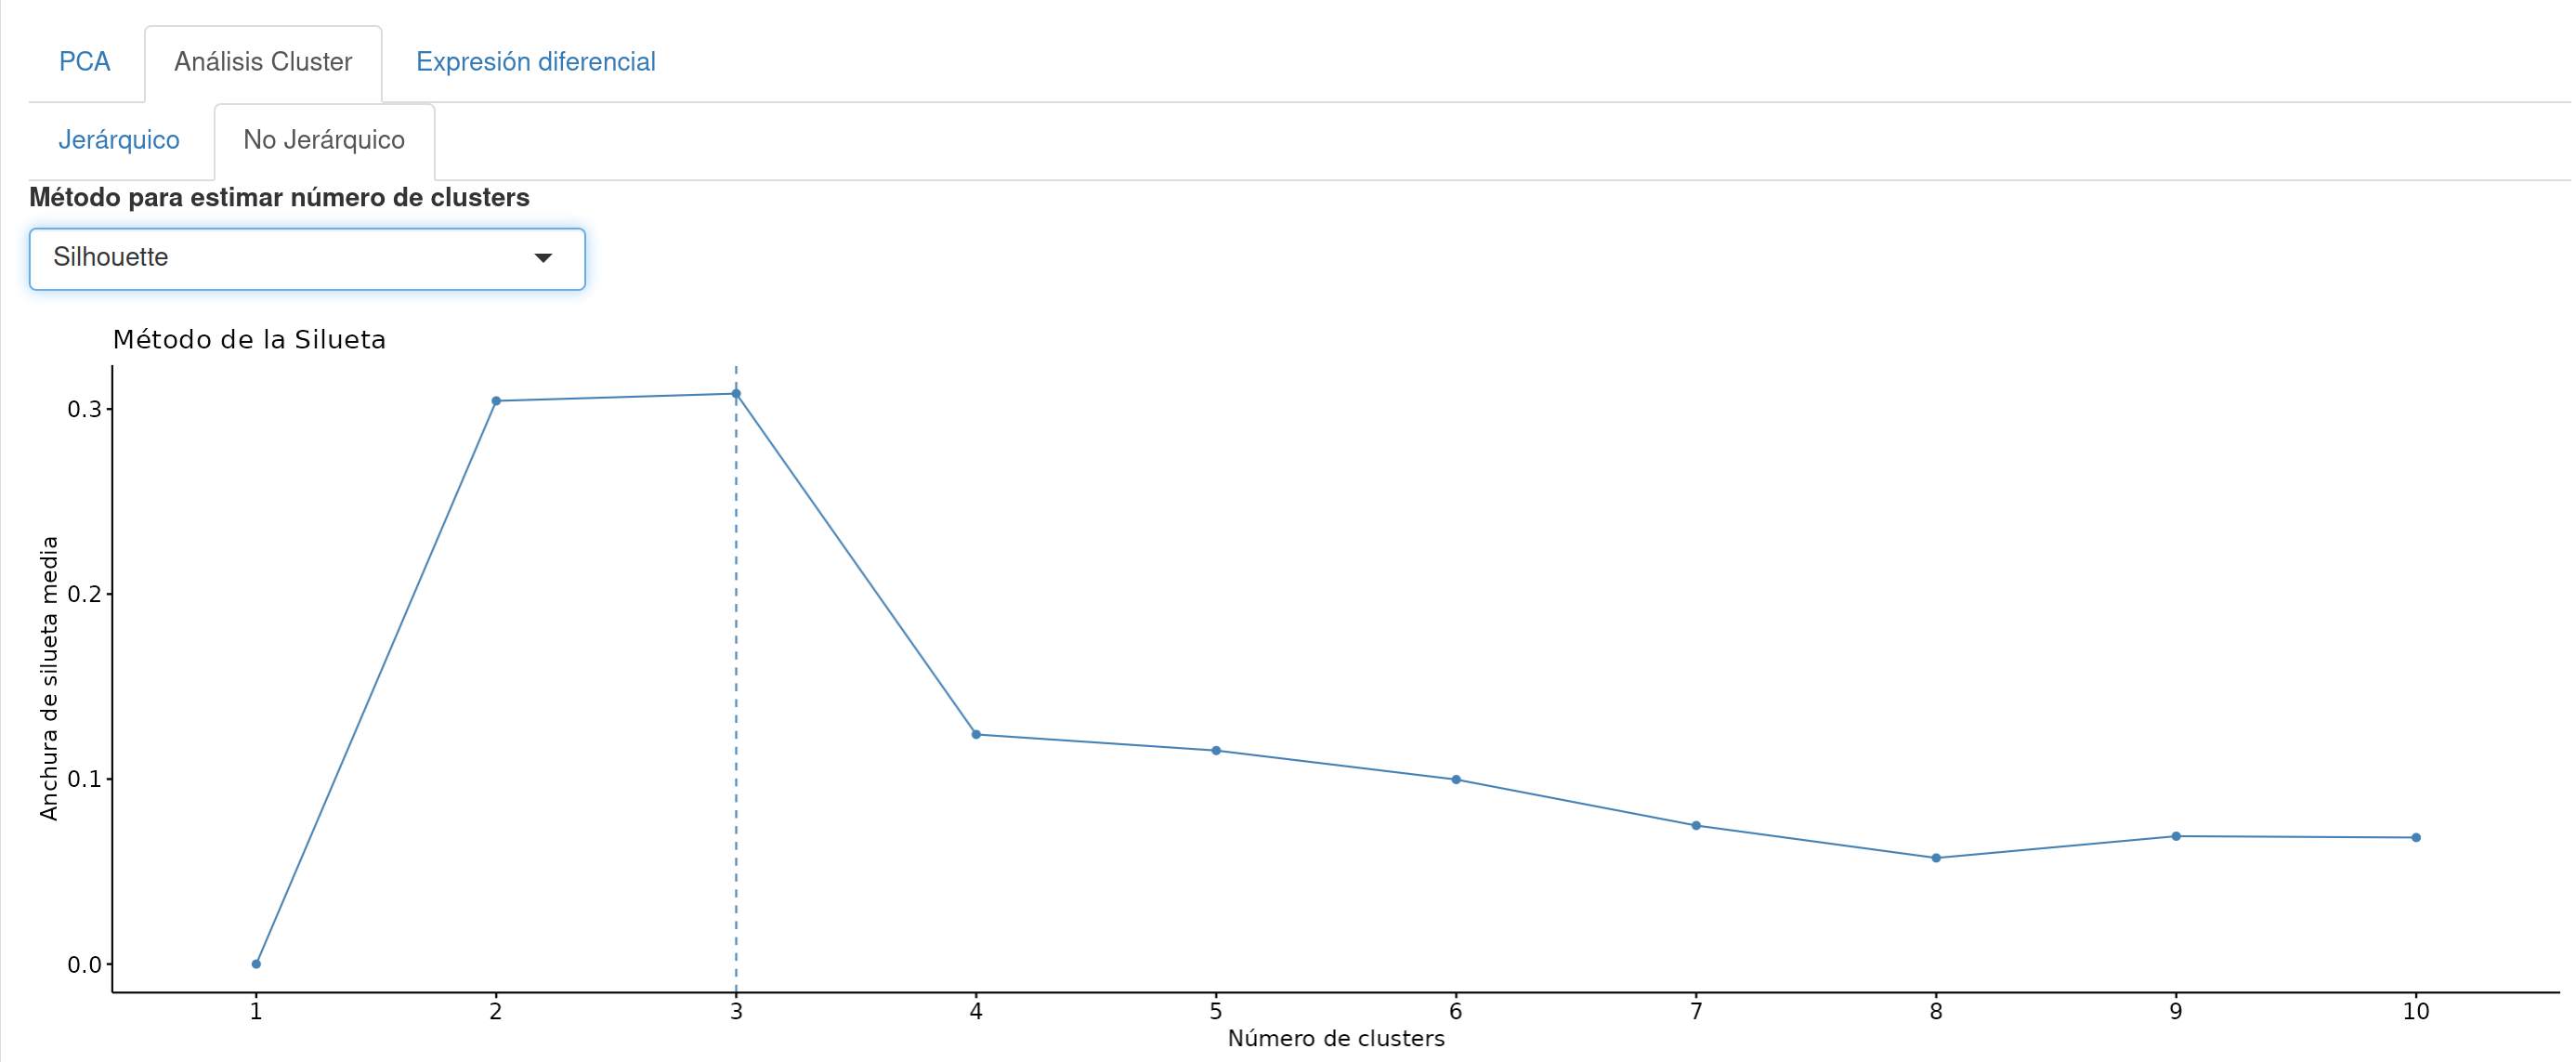 PCA Análisis Cluster Expresión diferencial
Jerárquico No Jerárquico
Método para estimar número de clusters
Silhouette
Método de la Silueta
Anchura de silueta media
0.3
0.2
0.1
0.0
1 2 3 4 5 6 7 8 9 10
Número de clusters